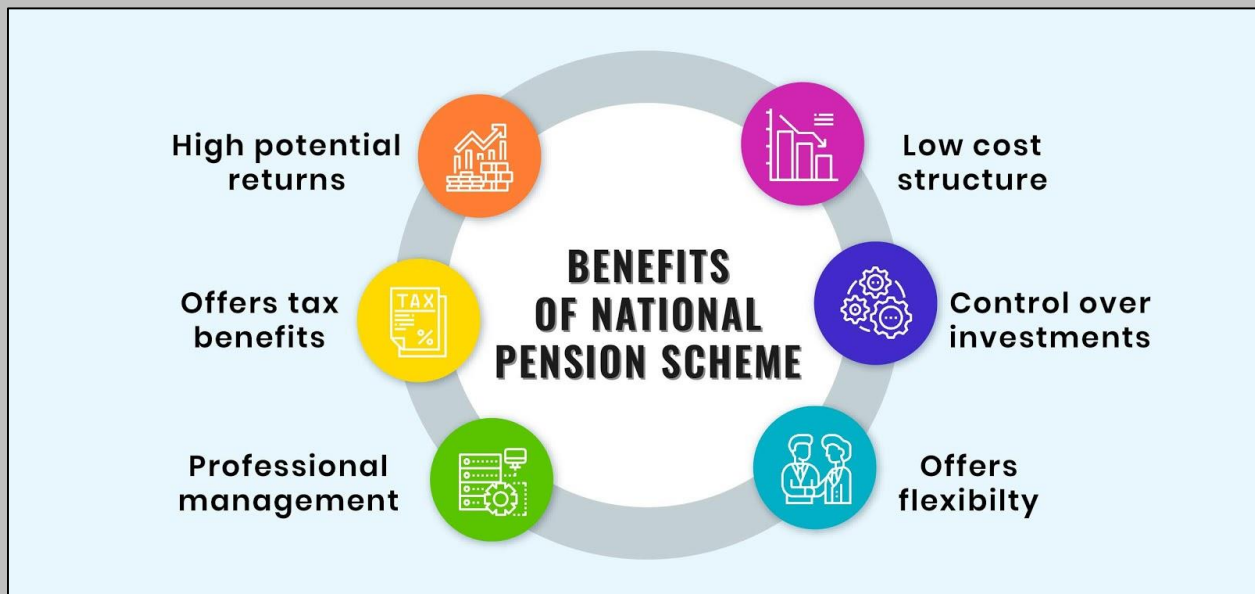 BENEFITS
OF NATIONAL
PENSION SCHEME
High potential
returns
Offers tax
benefits
TAX
%
Professional
management
Low cost
structure
Control over
investments
Offers
flexibilty